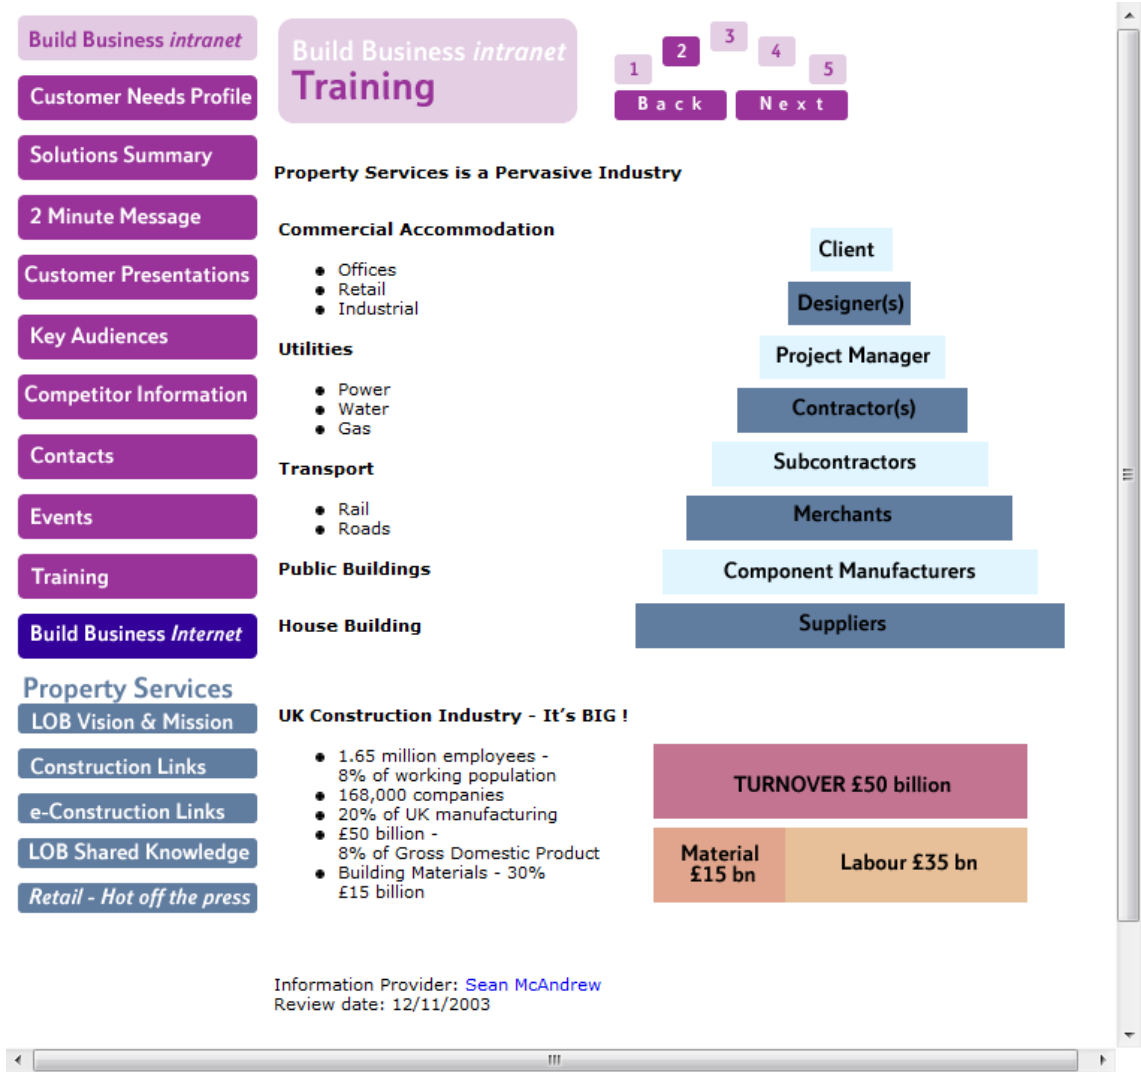 Build Business intranet
Customer Needs Profile
Solutions Summary
2 Minute Message
Customer Presentations
Key Audiences
Competitor Information
Contacts
Events
Training
Build Business Internet
Property Services
LOB Vision & Mission
Construction Links
e-Construction Links
LOB Shared Knowledge
Retail - Hot off the press
Build Business intranet
Training
1 2 3 4 5
Back Next
Property Services is a Pervasive Industry
Commercial Accommodation
Offices
Retail
Industrial
Utilities
Power
Water
Gas
Transport
Rail
Roads
Public Buildings
House Building
Client
Designer(s)
Project Manager
Contractor(s)
Subcontractors
Merchants
Component Manufacturers
Suppliers
UK Construction Industry - It's BIG !
1.65 million employees -
8% of working population
168,000 companies
20% of UK manufacturing
£50 billion -
8% of Gross Domestic Product
Building Materials - 30%
£15 billion
TURNOVER £50 billion
Material
£15 bn
Labour £35 bn
Information Provider: Sean McAndrew
Review date: 12/11/2003